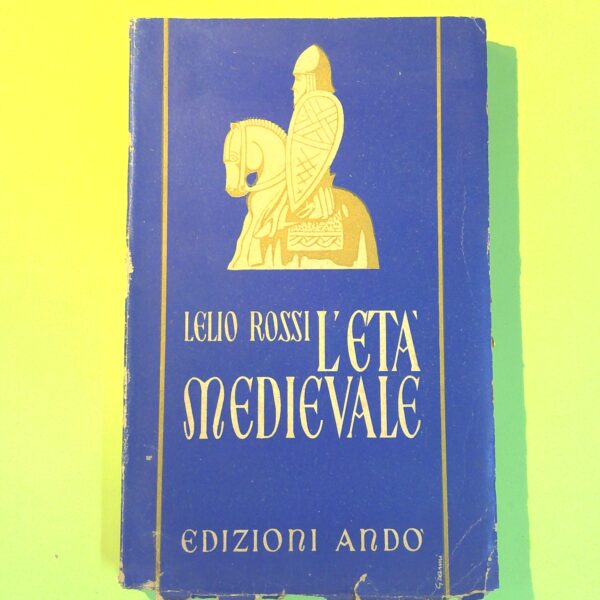 LELIO ROSSI L'ETÀ
MEDIEVALE
EDIZIONI ANDÒ